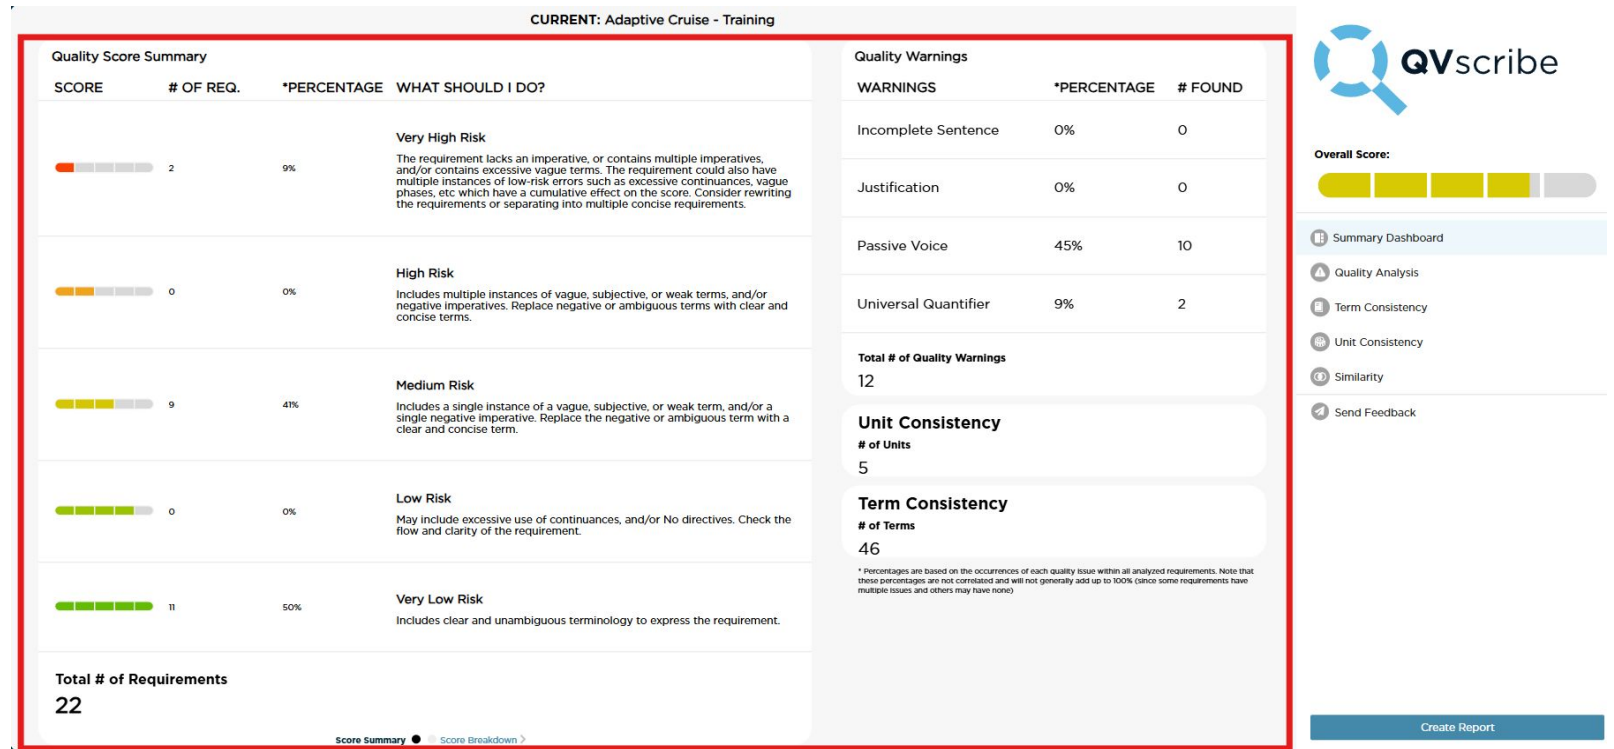 CURRENT: Adaptive Cruise - Training
Quality Score Summary
SCORE # OF REQ. *PERCENTAGE WHAT SHOULD I DO?
Very High Risk
2 9%
The requirement lacks an imperative, or contains multiple imperatives,
and/or contains excessive vague terms. The requirement could also have
multiple instances of low-risk errors such as excessive continuances, vague
phases, etc which have a cumulative effect on the score. Consider rewriting
the requirements or separating into multiple concise requirements.
High Risk
0 0%
Includes multiple instances of vague, subjective, or weak terms, and/or
negative imperatives. Replace negative or ambiguous terms with clear and
concise terms.
Medium Risk
9 41%
Includes a single instance of a vague, subjective, or weak term, and/or a
single negative imperative. Replace the negative or ambiguous term with a
clear and concise term.
Low Risk
0 0%
May include excessive use of continuances, and/or No directives. Check the
flow and clarity of the requirement.
Very Low Risk
11 50%
Includes clear and unambiguous terminology to express the requirement.
Total # of Requirements
22
Score Summary Score Breakdown >
Quality Warnings
WARNINGS *PERCENTAGE # FOUND
Incomplete Sentence 0% 0
Justification 0% 0
Passive Voice 45% 10
Universal Quantifier 9% 2
Total # of Quality Warnings
12
Unit Consistency
# of Units
5
Term Consistency
# of Terms
46
* Percentages are based on the occurrences of each quality issue within all analyzed requirements. Note that
these percentages are not correlated and will not generally add up to 100% (since some requirements have
multiple issues and others may have none)
QVscribe
Overall Score:
Summary Dashboard
Quality Analysis
Term Consistency
Unit Consistency
Similarity
Send Feedback
Create Report